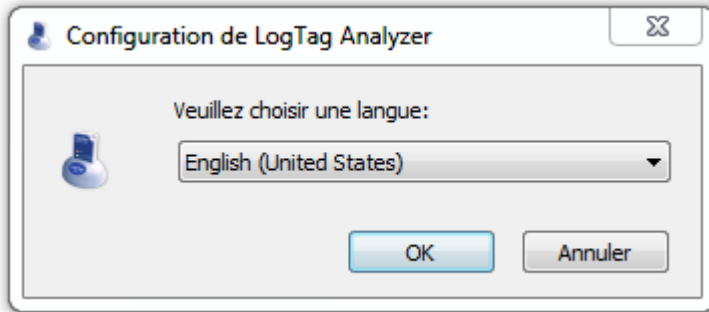 Configuration de LogTag Analyzer
Veuillez choisir une langue:
English (United States)
OK
Annuler